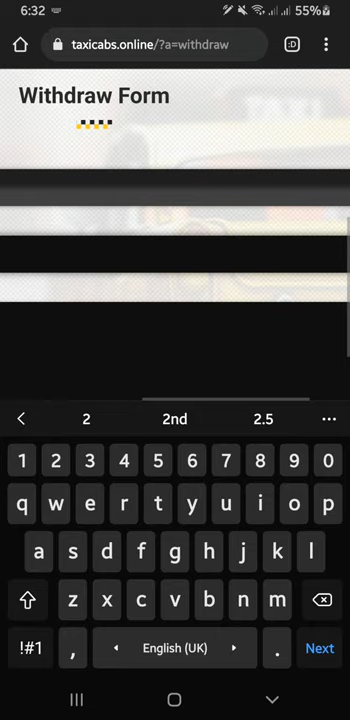 6:32
55%
taxicabs.online/?a=withdraw
:D
TAXI
Withdraw Form
2 2nd 2.5
1 2 3 4 5 6 7 8 9 0
q w e r t y u i o p
a s d f g h j k l
z x c v b n m
!#1 , English (UK) . Next